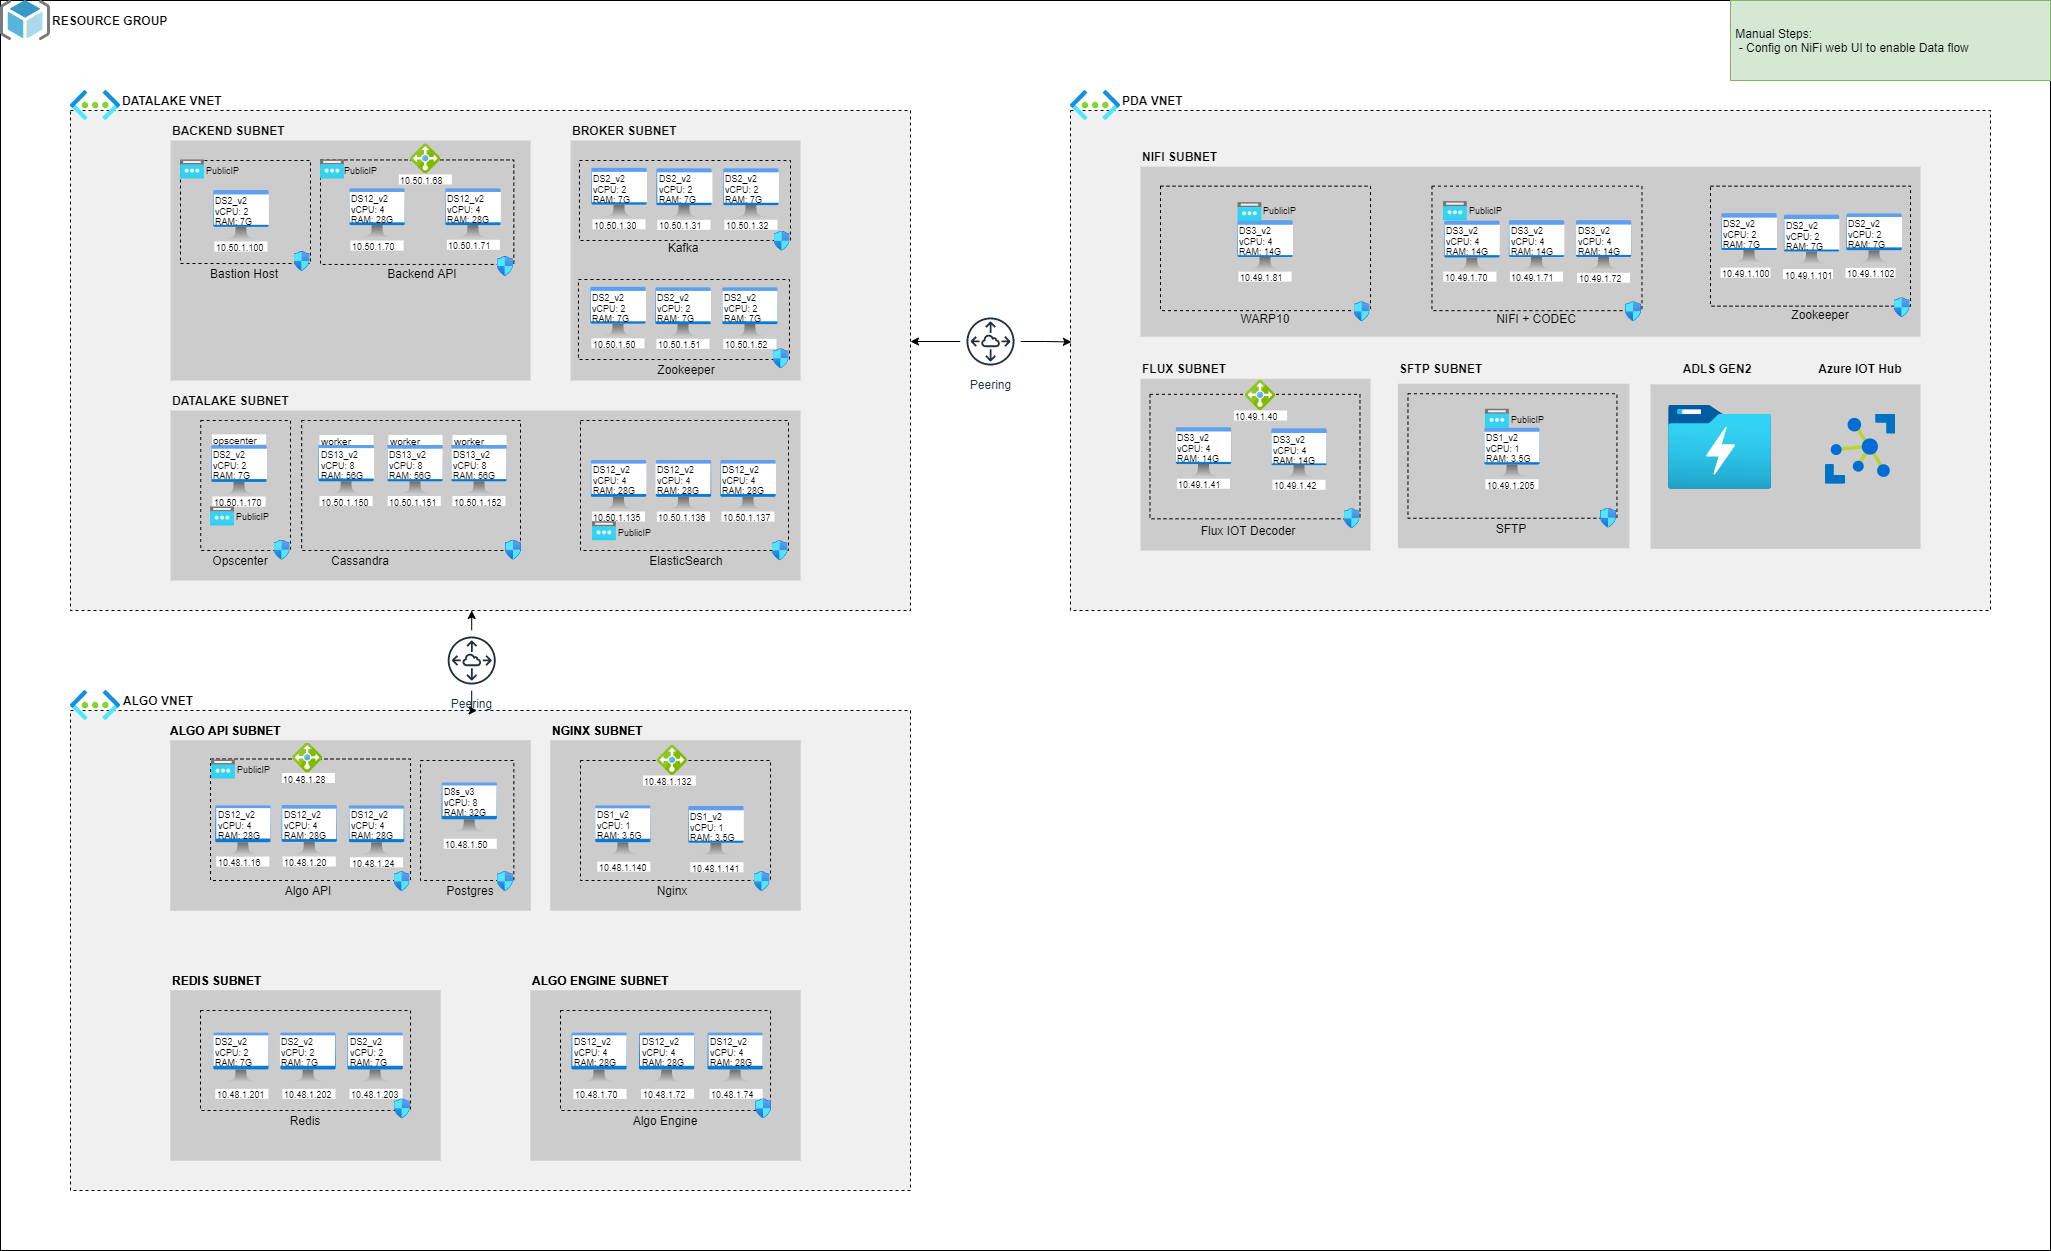 RESOURCE GROUP
Manual Steps:
- Config on NiFi web UI to enable Data flow
DATALAKE VNET
BACKEND SUBNET
PublicIP
DS2_v2
vCPU: 2
RAM: 7G
10.50.1.100
Bastion Host
PublicIP
10.50.1.68
DS12_v2
vCPU: 4
RAM: 28G
10.50.1.70
DS12_v2
vCPU: 4
RAM: 28G
10.50.1.71
Backend API
BROKER SUBNET
DS2_v2
vCPU: 2
RAM: 7G
10.50.1.30
DS2_v2
vCPU: 2
RAM: 7G
10.50.1.31
DS2_v2
vCPU: 2
RAM: 7G
10.50.1.32
Kafka
DS2_v2
vCPU: 2
RAM: 7G
10.50.1.50
DS2_v2
vCPU: 2
RAM: 7G
10.50.1.51
DS2_v2
vCPU: 2
RAM: 7G
10.50.1.52
Zookeeper
DATALAKE SUBNET
opscenter
DS2_v2
vCPU: 2
RAM: 7G
10.50.1.170
PublicIP
Opscenter
worker
DS13_v2
vCPU: 8
RAM: 56G
10.50.1.150
worker
DS13_v2
vCPU: 8
RAM: 56G
10.50.1.151
worker
DS13_v2
vCPU: 8
RAM: 56G
10.50.1.152
Cassandra
DS12_v2
vCPU: 4
RAM: 28G
10.50.1.135
DS12_v2
vCPU: 4
RAM: 28G
10.50.1.136
DS12_v2
vCPU: 4
RAM: 28G
10.50.1.137
PublicIP
ElasticSearch
Peering
PDA VNET
NIFI SUBNET
PublicIP
DS3_v2
vCPU: 4
RAM: 14G
10.49.1.81
WARP10
PublicIP
DS3_v2
vCPU: 4
RAM: 14G
10.49.1.70
DS3_v2
vCPU: 4
RAM: 14G
10.49.1.71
DS3_v2
vCPU: 4
RAM: 14G
10.49.1.72
NIFI + CODEC
DS2_v2
vCPU: 2
RAM: 7G
10.49.1.100
DS2_v2
vCPU: 2
RAM: 7G
10.49.1.101
DS2_v2
vCPU: 2
RAM: 7G
10.49.1.102
Zookeeper
FLUX SUBNET
10.49.1.40
DS3_v2
vCPU: 4
RAM: 14G
10.49.1.41
DS3_v2
vCPU: 4
RAM: 14G
10.49.1.42
Flux IOT Decoder
SFTP SUBNET
PublicIP
DS1_v2
vCPU: 1
RAM: 3.5G
10.49.1.205
SFTP
ADLS GEN2
Azure IOT Hub
Peering
ALGO VNET
ALGO API SUBNET
PublicIP
10.48.1.28
DS12_v2
vCPU: 4
RAM: 28G
10.48.1.16
DS12_v2
vCPU: 4
RAM: 28G
10.48.1.20
DS12_v2
vCPU: 4
RAM: 28G
10.48.1.24
Algo API
D8s_v3
vCPU: 8
RAM: 32G
10.48.1.50
Postgres
NGINX SUBNET
10.48.1.132
DS1_v2
vCPU: 1
RAM: 3.5G
10.48.1.140
DS1_v2
vCPU: 1
RAM: 3.5G
10.48.1.141
Nginx
REDIS SUBNET
DS2_v2
vCPU: 2
RAM: 7G
10.48.1.201
DS2_v2
vCPU: 2
RAM: 7G
10.48.1.202
DS2_v2
vCPU: 2
RAM: 7G
10.48.1.203
Redis
ALGO ENGINE SUBNET
DS12_v2
vCPU: 4
RAM: 28G
10.48.1.70
DS12_v2
vCPU: 4
RAM: 28G
10.48.1.72
DS12_v2
vCPU: 4
RAM: 28G
10.48.1.74
Algo Engine